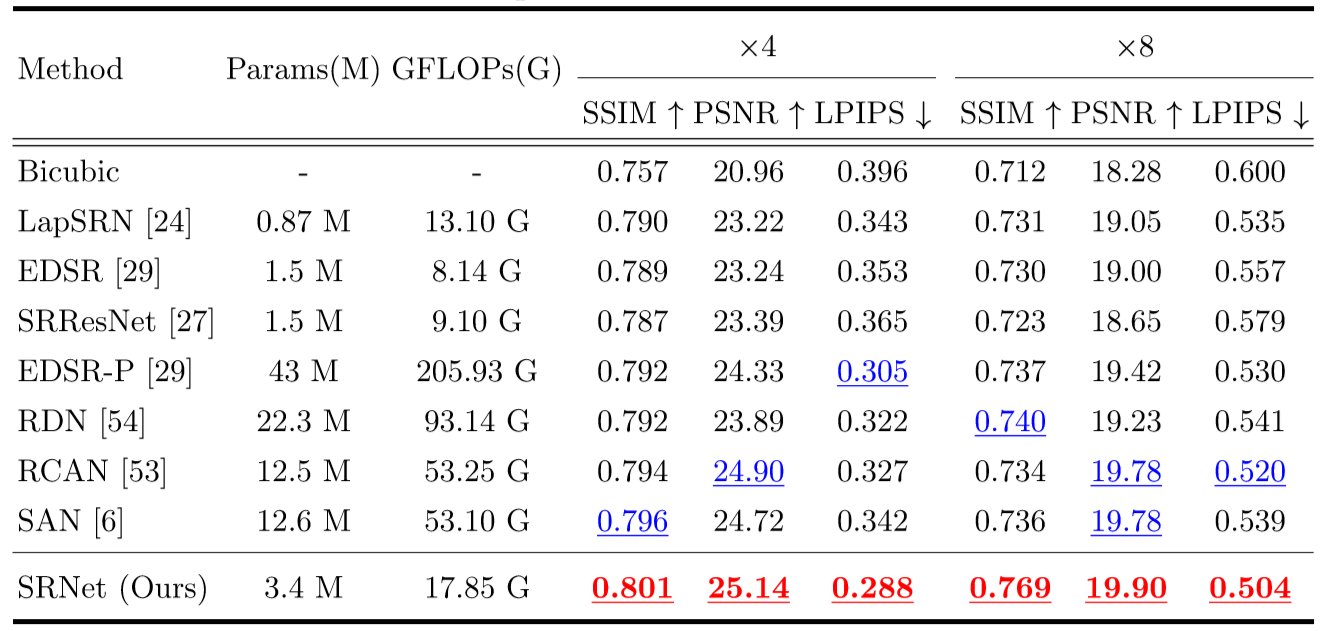 ×4 ×8
Method Params(M) GFLOPs(G)
SSIM ↑ PSNR ↑ LPIPS ↓ SSIM ↑ PSNR ↑ LPIPS ↓
Bicubic - - 0.757 20.96 0.396 0.712 18.28 0.600
LapSRN [24] 0.87 M 13.10 G 0.790 23.22 0.343 0.731 19.05 0.535
EDSR [29] 1.5 M 8.14 G 0.789 23.24 0.353 0.730 19.00 0.557
SRResNet [27] 1.5 M 9.10 G 0.787 23.39 0.365 0.723 18.65 0.579
EDSR-P [29] 43 M 205.93 G 0.792 24.33 0.305 0.737 19.42 0.530
RDN [54] 22.3 M 93.14 G 0.792 23.89 0.322 0.740 19.23 0.541
RCAN [53] 12.5 M 53.25 G 0.794 24.90 0.327 0.734 19.78 0.520
SAN [6] 12.6 M 53.10 G 0.796 24.72 0.342 0.736 19.78 0.539
SRNet (Ours) 3.4 M 17.85 G 0.801 25.14 0.288 0.769 19.90 0.504